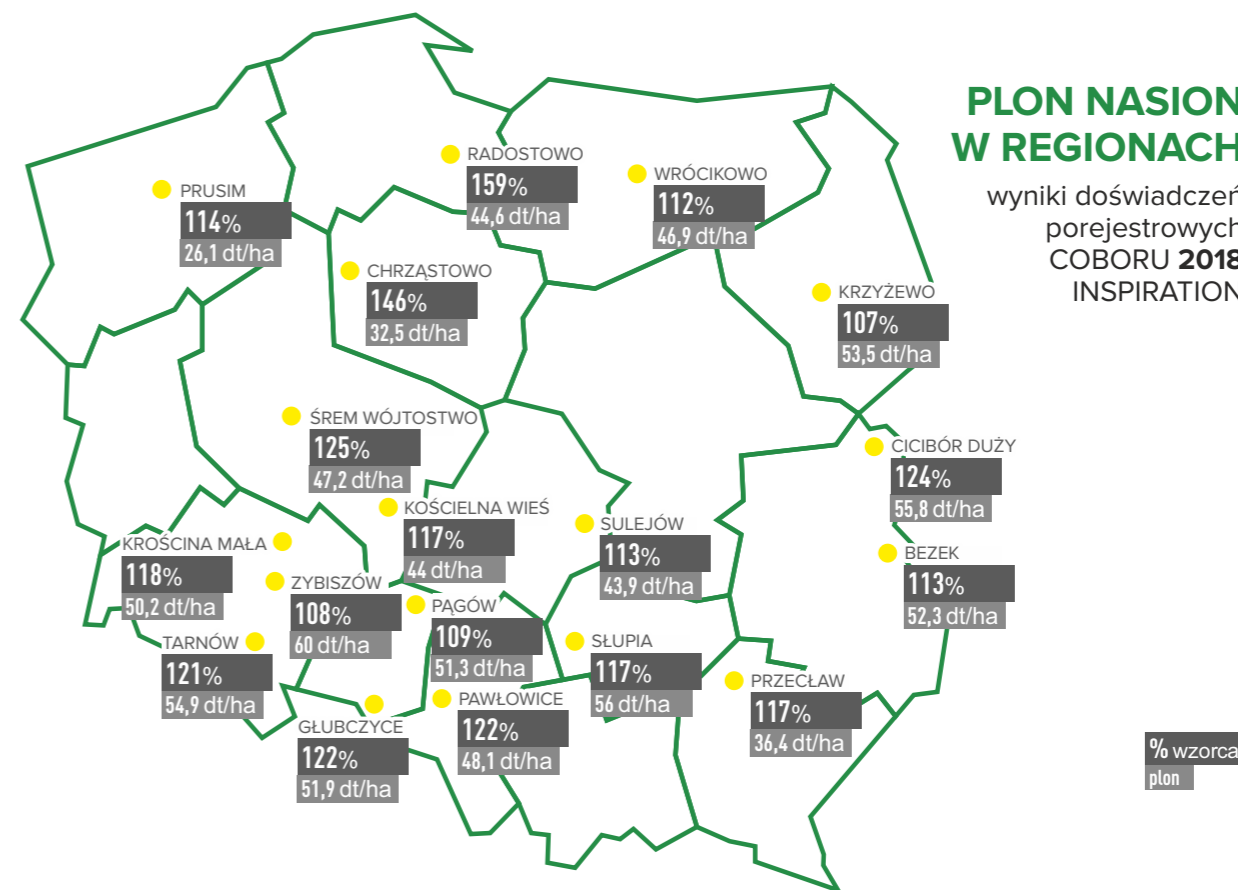 PLON NASION
W REGIONACH
wyniki doświadczeń
porejestrowych
COBORU 2018
INSPIRATION
RADOSTOWO
159%
44,6 dt/ha
WRÓCIKOWO
112%
46,9 dt/ha
PRUSIM
114%
26,1 dt/ha
CHRZĄSTOWO
146%
32,5 dt/ha
KRZYŻEWO
107%
53,5 dt/ha
ŚREM WÓJTOSTWO
125%
47,2 dt/ha
CICIBÓR DUŻY
124%
55,8 dt/ha
KOŚCIELNA WIEŚ
117%
44 dt/ha
SULEJÓW
113%
43,9 dt/ha
KROŚCINA MAŁA
118%
50,2 dt/ha
BEZEK
113%
52,3 dt/ha
ZYBISZÓW
108%
60 dt/ha
PĄGÓW
109%
51,3 dt/ha
TARNÓW
121%
54,9 dt/ha
SŁUPIA
117%
56 dt/ha
PRZECŁAW
117%
36,4 dt/ha
PAWŁOWICE
122%
48,1 dt/ha
GŁUBCZYCE
122%
51,9 dt/ha
% wzorca
plon